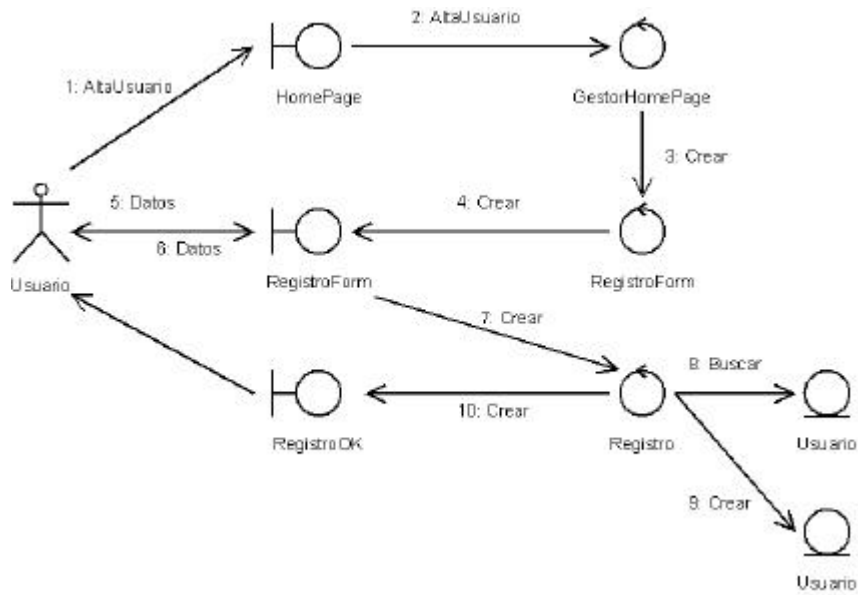 2: AltaUsuario
1: AltaUsuario
HomePage
GestorHomePage
3: Crear
5: Datos
4: Crear
6: Datos
Usuario
RegistroForm
RegistroForm
7: Crear
8: Buscar
10: Crear
RegistroOK
Registro
Usuario
9: Crear
Usuario